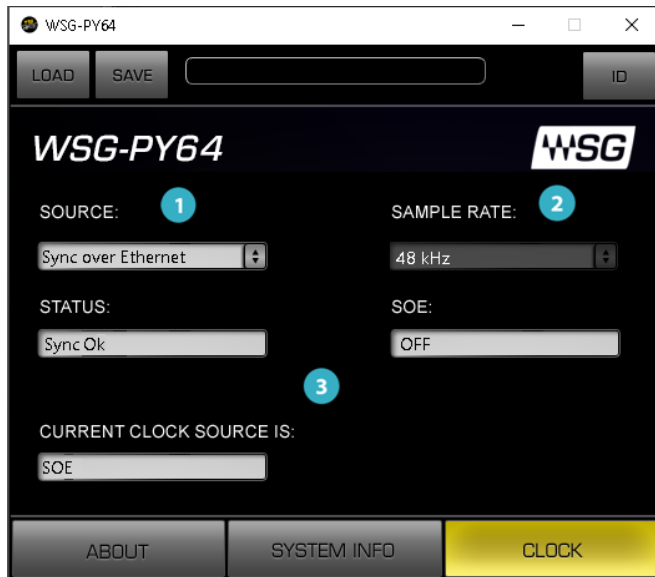 WSG-PY64
LOAD SAVE ID
WSG-PY64 WSG
SOURCE: 1 SAMPLE RATE: 2
Sync over Ethernet 48 kHz
STATUS: SOE:
Sync Ok OFF
3
CURRENT CLOCK SOURCE IS:
SOE
ABOUT SYSTEM INFO CLOCK